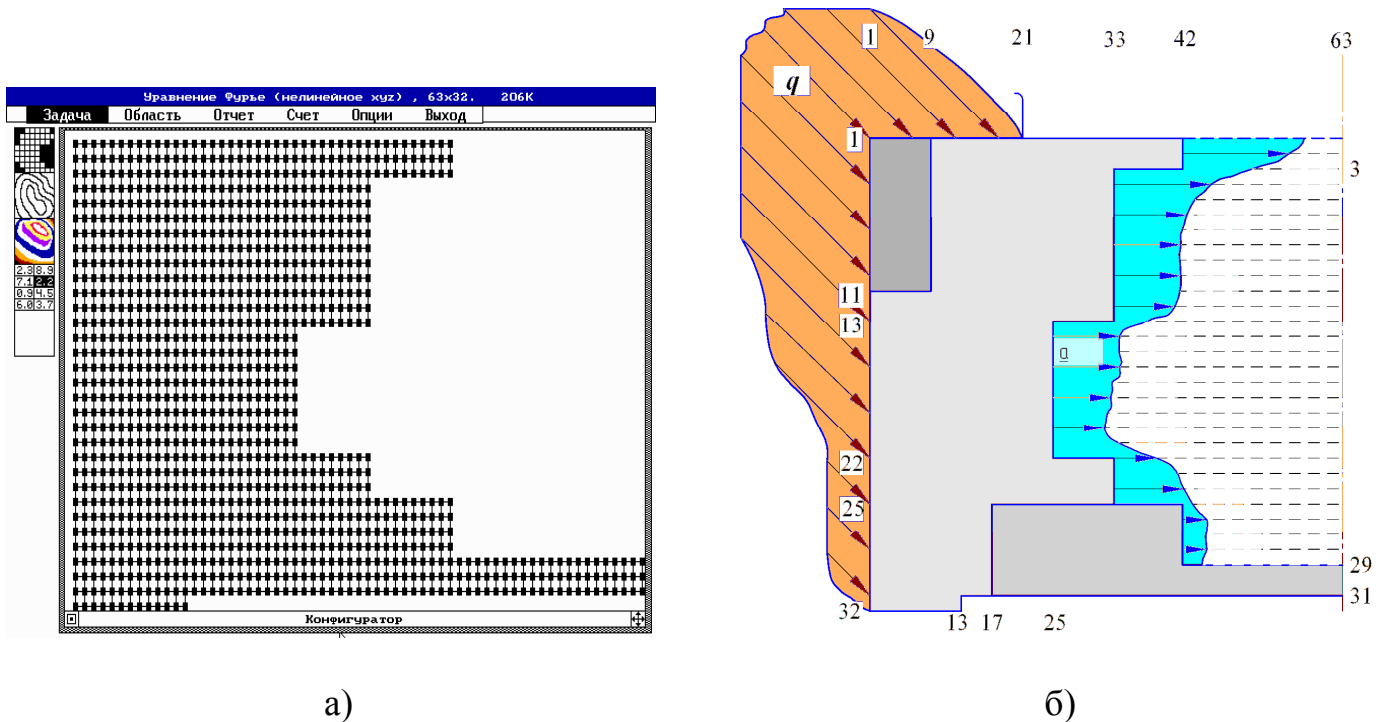 Уравнение Фурье (нелинейное xyz) , 63x32. 206K
Задача Область Отчет Счет Опции Выход
2.3 8.9
7.1 2.2
0.9 4.5
6.0 3.7
Конфигуратор
а)
1 9 21 33 42 63
q
1
3
11
13
a
22
25
29
31
32
13 17 25
б)